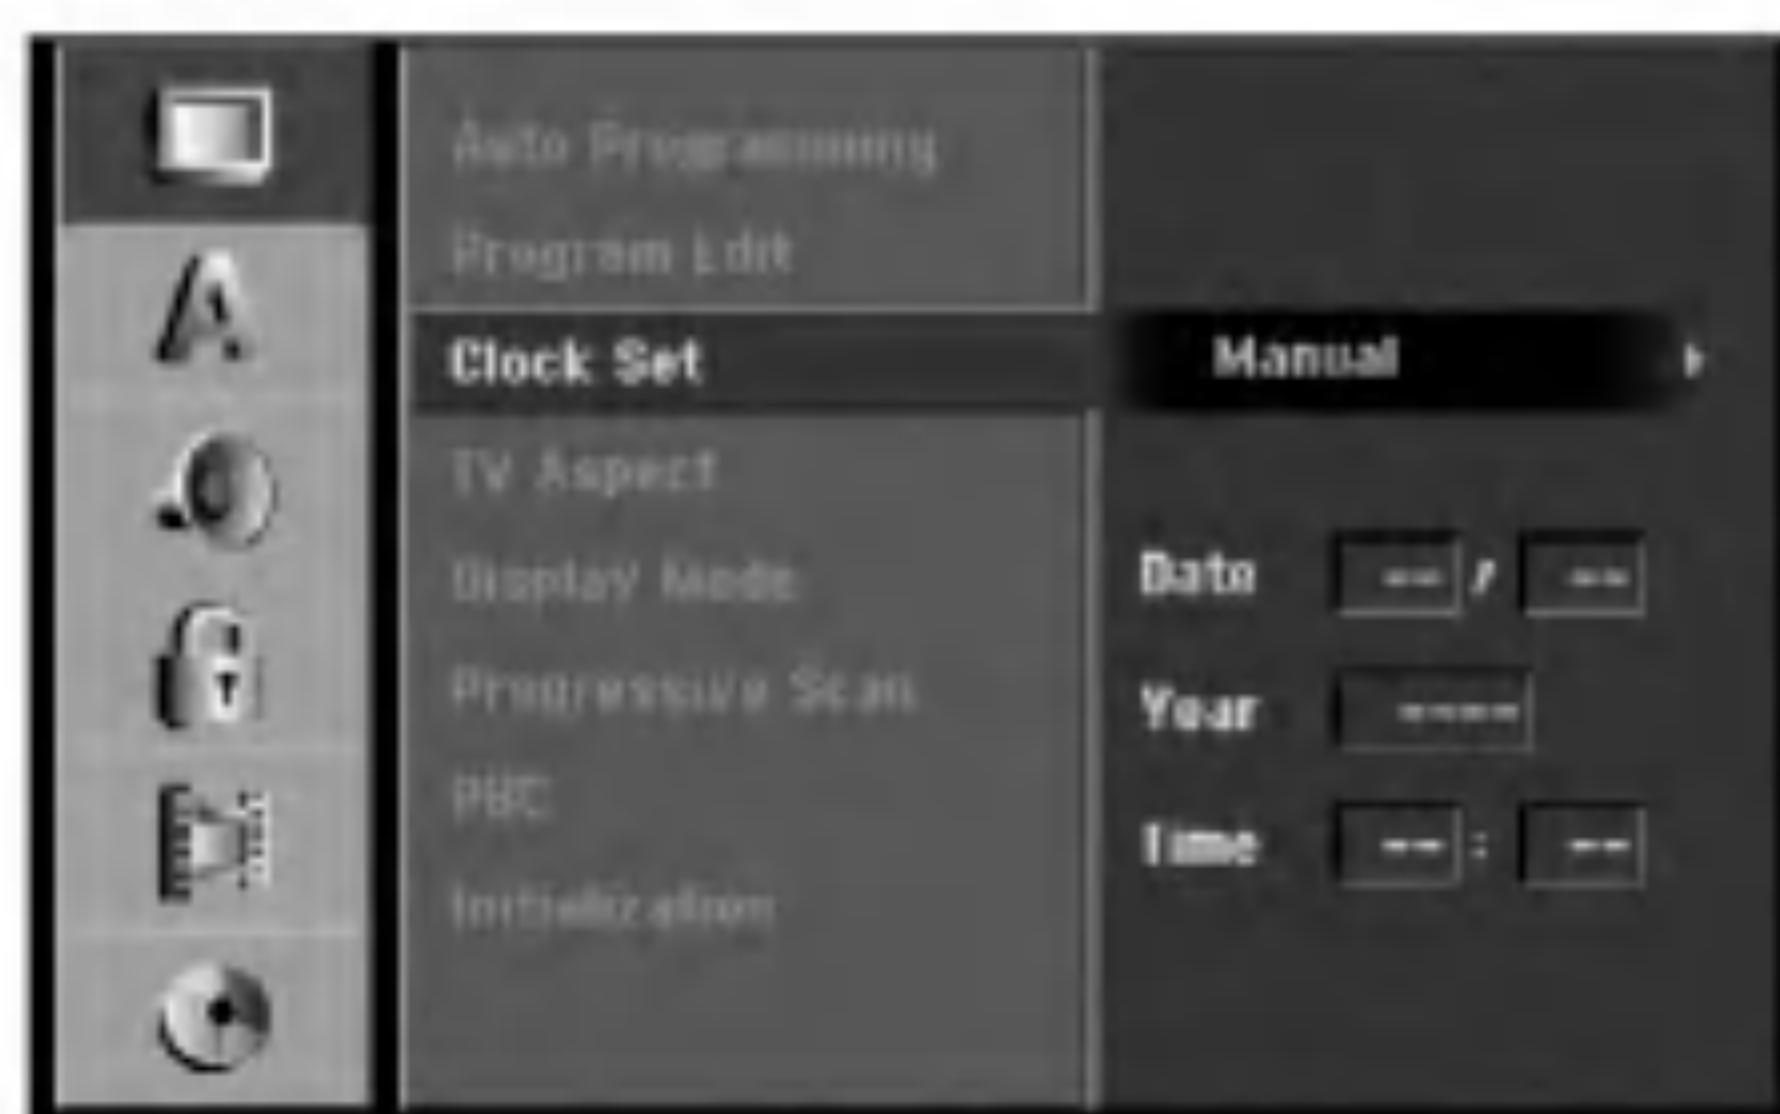 Auto Programming
Program Edit
Clock Set
Manual
TV Aspect
Display Mode
Date -- / --
Progressive Scan
Year ----
PBC
Time -- : --
Initialization